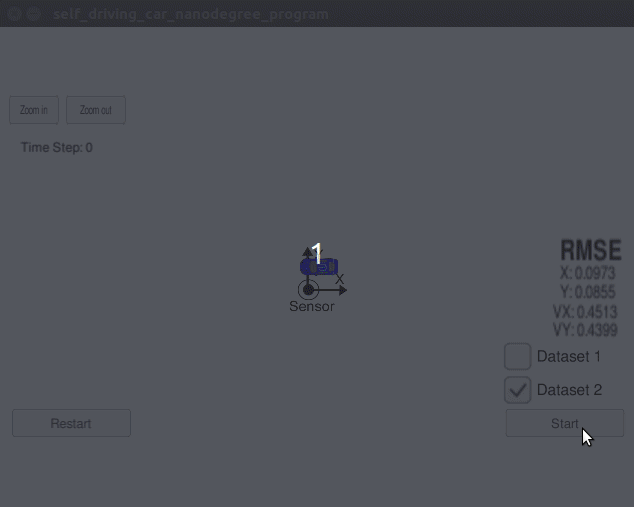 self_driving_car_nanodegree_program
Zoom in
Zoom out
Time Step: 0
1
X
Sensor
RMSE
X: 0.0973
Y: 0.0855
VX: 0.4513
VY: 0.4399
Dataset 1
Dataset 2
Restart
Start